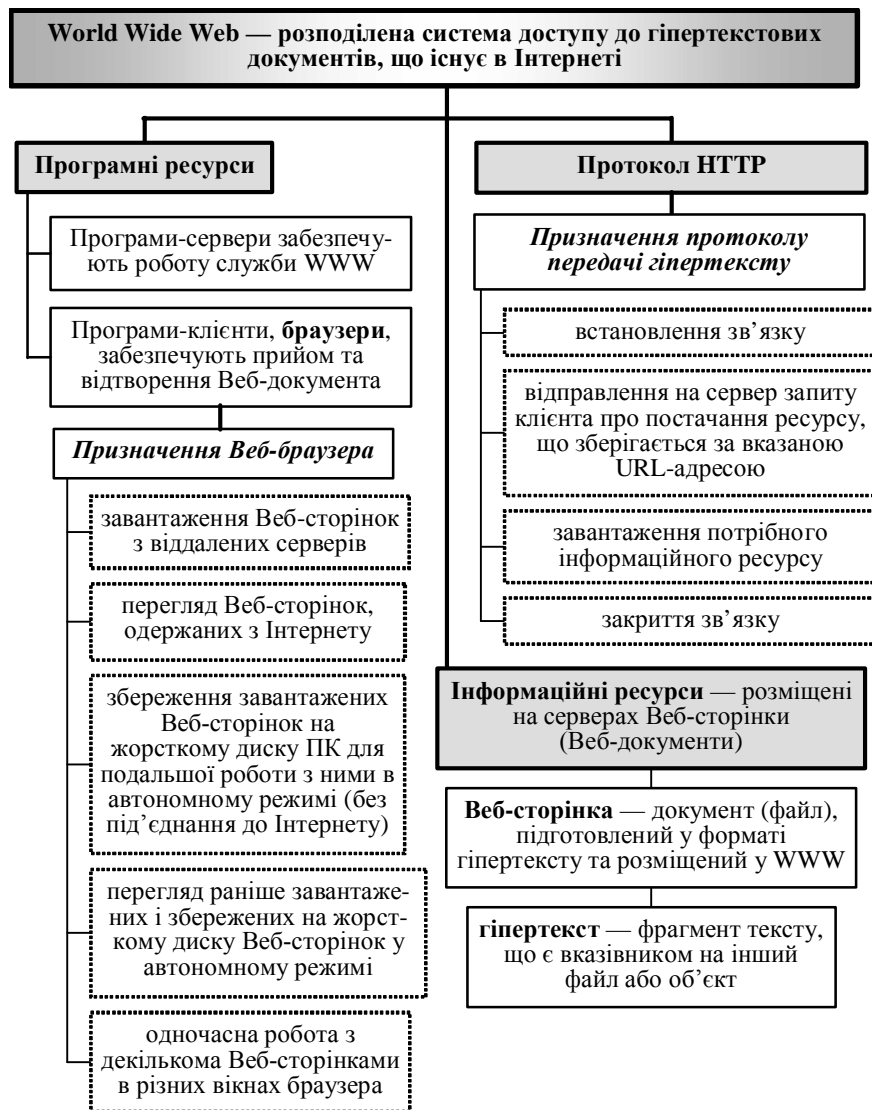 World Wide Web — розподілена система доступу до гіпертекстових
документів, що існує в Інтернеті
Програмні ресурси
Програми-сервери забезпечу-
ють роботу служби WWW
Програми-клієнти, браузери,
забезпечують прийом та
відтворення Веб-документа
Призначення Веб-браузера
завантаження Веб-сторінок
з віддалених серверів
перегляд Веб-сторінок,
одержаних з Інтернету
збереження завантажених
Веб-сторінок на
жорсткому диску ПК для
подальшої роботи з ними в
автономному режимі (без
під’єднання до Інтернету)
перегляд раніше завантаже-
них і збережених на жорст-
кому диску Веб-сторінок у
автономному режимі
одночасна робота з
декількома Веб-сторінками
в різних вікнах браузера
Протокол HTTP
Призначення протоколу
передачі гіпертексту
встановлення зв’язку
відправлення на сервер запиту
клієнта про постачання ресурсу,
що зберігається за вказаною
URL-адресою
завантаження потрібного
інформаційного ресурсу
закриття зв’язку
Інформаційні ресурси — розміщені
на серверах Веб-сторінки
(Веб-документи)
Веб-сторінка — документ (файл),
підготовлений у форматі
гіпертексту та розміщений у WWW
гіпертекст — фрагмент тексту,
що є вказівником на інший
файл або об’єкт